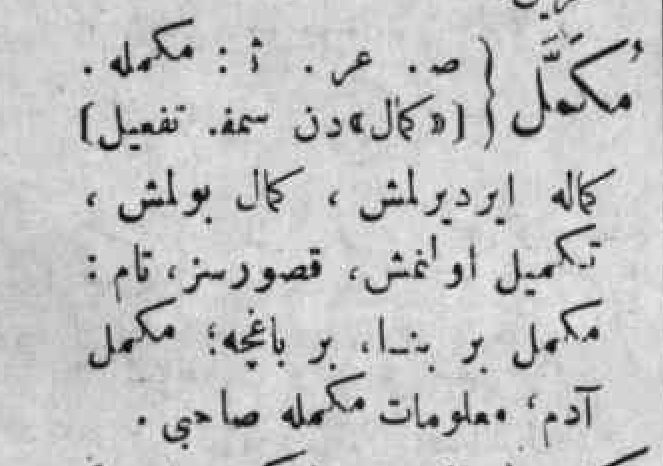 مُكَمَّل { ص . عر . ث : مكمله .
[« كمال » دن سمف . تفعيل]
كماله ايرديرلمش ، كمال بولمش ،
تكميل اولنمش ، قصورسز ، تام :
مكمل بر بنا ، بر باغچه ؛ مكمل
آدم ؛ معلومات مكمله صاحبى .